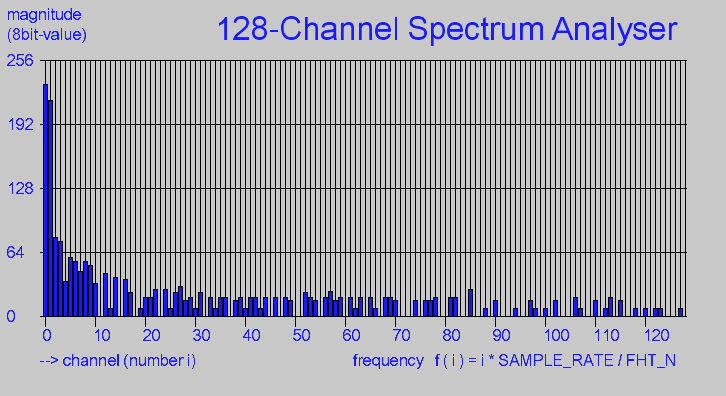 magnitude
(8bit-value)
128-Channel Spectrum Analyser
256
192
128
64
0
0 10 20 30 40 50 60 70 80 90 100 110 120
--> channel (number i)
frequency f ( i ) = i * SAMPLE_RATE / FHT_N